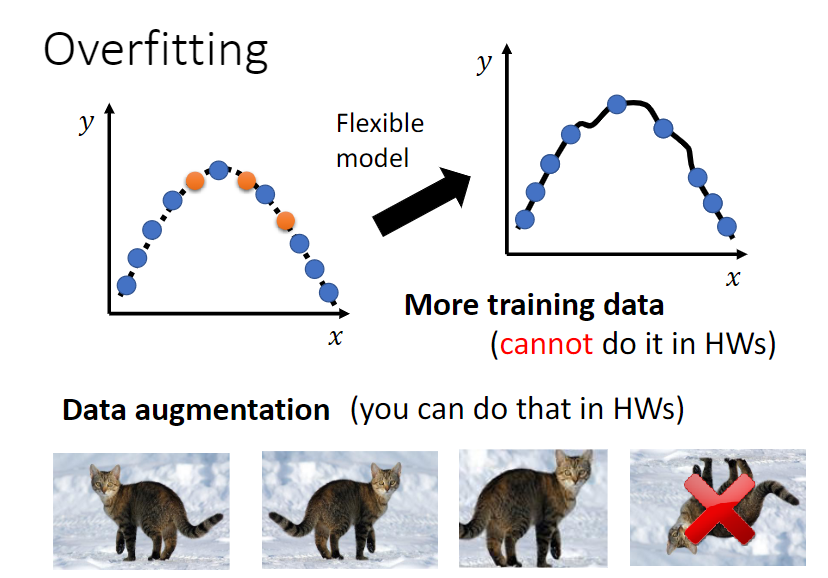 Overfitting
y
x
Flexible
model
y
x
More training data
(cannot do it in HWs)
Data augmentation (you can do that in HWs)